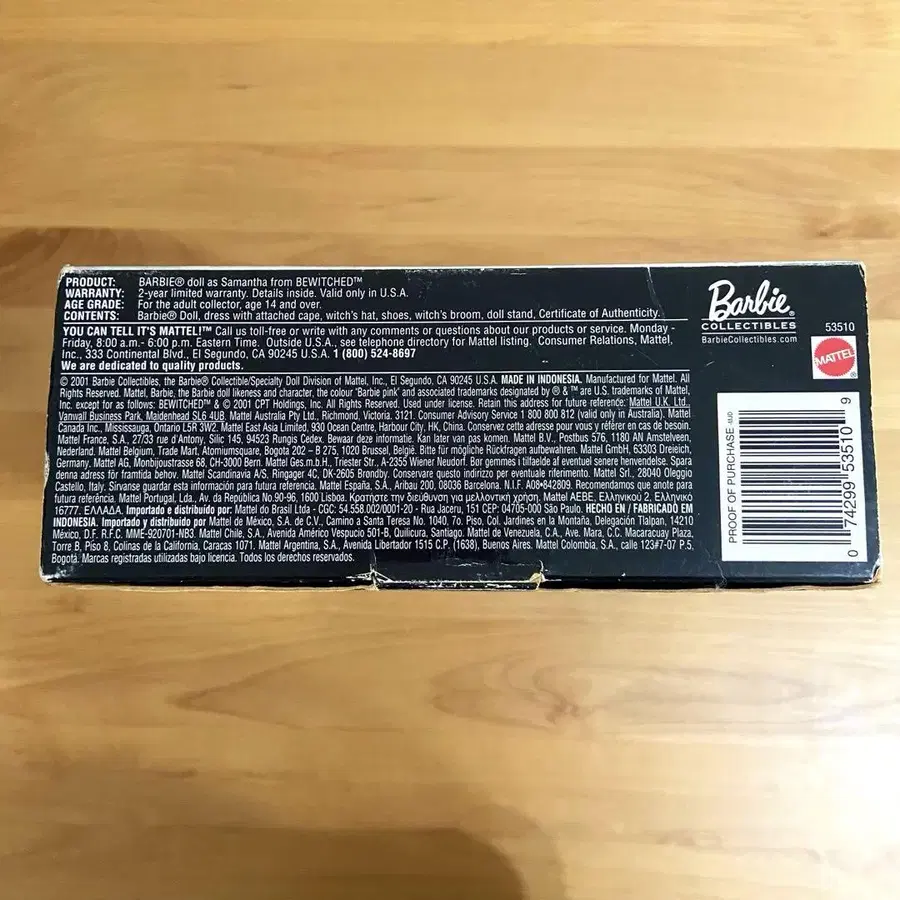 PRODUCT: BARBIE® doll as Samantha from BEWITCHED™
WARRANTY: 2-year limited warranty. Details inside. Valid only in U.S.A.
AGE GRADE: For the adult collector, age 14 and over.
CONTENTS: Barbie® Doll, dress with attached cape, witch's hat, shoes, witch's broom, doll stand, Certificate of Authenticity.
YOU CAN TELL IT'S MATTEL!™ Call us toll-free or write with any comments or questions about our products or service. Monday -
Friday, 8:00 a.m.- 6:00 p.m. Eastern Time. Outside U.S.A., see telephone directory for Mattel listing. Consumer Relations, Mattel,
Inc., 333 Continental Blvd., El Segundo, CA 90245 U.S.A. 1 (800) 524-8697
We are dedicated to quality products.
© 2001 Barbie Collectibles, the Barbie® Collectible/Specialty Doll Division of Mattel, Inc., El Segundo, CA 90245 U.S.A. MADE IN INDONESIA. Manufactured for Mattel. All
Rights Reserved. Mattel, Barbie, the Barbie doll likeness and character, the colour 'Barbie pink' and associated trademarks designated by ® & ™ are U.S. trademarks of Mattel,
Inc. except for as follows: BEWITCHED™ & © 2001 CPT Holdings, Inc. All Rights Reserved. Used under license. Retain this address for future reference: Mattel U.K. Ltd.,
Vanwall Business Park, Maidenhead SL6 4UB. Mattel Australia Pty Ltd., Richmond, Victoria. 3121. Consumer Advisory Service 1 800 800 812 (valid only in Australia). Mattel
Canada Inc., Mississauga, Ontario L5R 3W2. Mattel East Asia Limited, 930 Ocean Centre, Harbour City, HK, China. Conservez cette adresse pour vous y référer en cas de besoin.
Mattel France, S.A., 27/33 rue d'Antony, Silic 145, 94523 Rungis Cedex. Bewaar deze informatie. Kan later van pas komen. Mattel B.V., Postbus 576, 1180 AN Amstelveen,
Nederland. Mattel Belgium, Trade Mart, Atomiumsquare, Bogota 202 – B 275, 1020 Brussel, België. Bitte für mögliche Rückfragen aufbewahren. Mattel GmbH, 63303 Dreieich,
Germany. Mattel AG, Monbijoustrasse 68, CH-3000 Bern. Mattel Ges.m.b.H., Triester Str., A-2355 Wiener Neudorf. Bør gemmes i tilfælde af eventuel senere henvendelse. Spara
denna adress för framtida behov. Mattel Scandinavia A/S, Ringager 4C, DK-2605 Brøndby. Conservare questo indirizzo per eventuale riferimento. Mattel Srl. 28040 Oleggio
Castello, Italy. Sírvanse guardar esta información para futura referencia. Mattel España, S.A., Aribau 200, 08036 Barcelona. N.I.F. A08-842809. Recomendamos que anote para
futura referência. Mattel Portugal, Lda., Av. da República No.90-96, 1600 Lisboa. Κρατήστε την διεύθυνση για μελλοντική χρήση. Mattel AEBE, Ελληνικού 2, Ελληνικό
16777. ΕΛΛΑΔΑ. Importado e distribuído por: Mattel do Brasil Ltda - CGC: 54.558.002/0001-20 - Rua Jaceru, 151 CEP: 04705-000 São Paulo. HECHO EN / FABRICADO EM
INDONESIA. Importado y distribuido por Mattel de México, S.A. de C.V., Camino a Santa Teresa No. 1040, 7o. Piso, Col. Jardines en la Montaña, Delegación Tlalpan, 14210
México, D.F. R.F.C. MME-920701-NB3. Mattel Chile, S.A., Avenida Américo Vespucio 501-B, Quilicura, Santiago. Mattel de Venezuela, C.A., Ave. Mara, C.C. Macaracuay Plaza,
Torre B, Piso 8, Colinas de la California, Caracas 1071. Mattel Argentina, S.A., Avenida Libertador 1515 C.P. (1638), Buenos Aires. Mattel Colombia, S.A., calle 123#7-07 P.5,
Bogotá. Marcas registradas utilizadas bajo licencia. Todos los derechos reservados.
Barbie®
COLLECTIBLES
BarbieCollectibles.com
53510
MATTEL®
PROOF OF PURCHASE
0 74299 53510 9